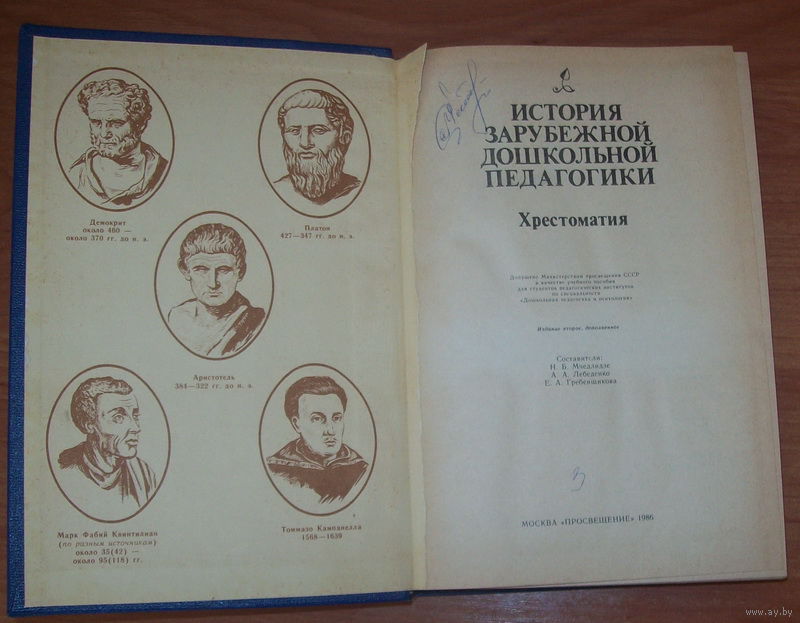 Демокрит
около 460 —
около 370 гг. до н. э.
Платон
427—347 гг. до н. э.
Аристотель
384—322 гг. до н. э.
Марк Фабий Квинтилиан
(по разным источникам)
около 35(42) —
около 95(118) гг.
Томмазо Кампанелла
1568—1639
ИСТОРИЯ
ЗАРУБЕЖНОЙ
ДОШКОЛЬНОЙ
ПЕДАГОГИКИ
Хрестоматия
Допущено Министерством просвещения СССР
в качестве учебного пособия
для студентов педагогических институтов
по специальности
«Дошкольная педагогика и психология»
Издание второе, дополненное
Составители:
Н. Б. Мчедлидзе
А. А. Лебеденко
Е. А. Гребенщикова
3
МОСКВА «ПРОСВЕЩЕНИЕ» 1986
www.ay.by